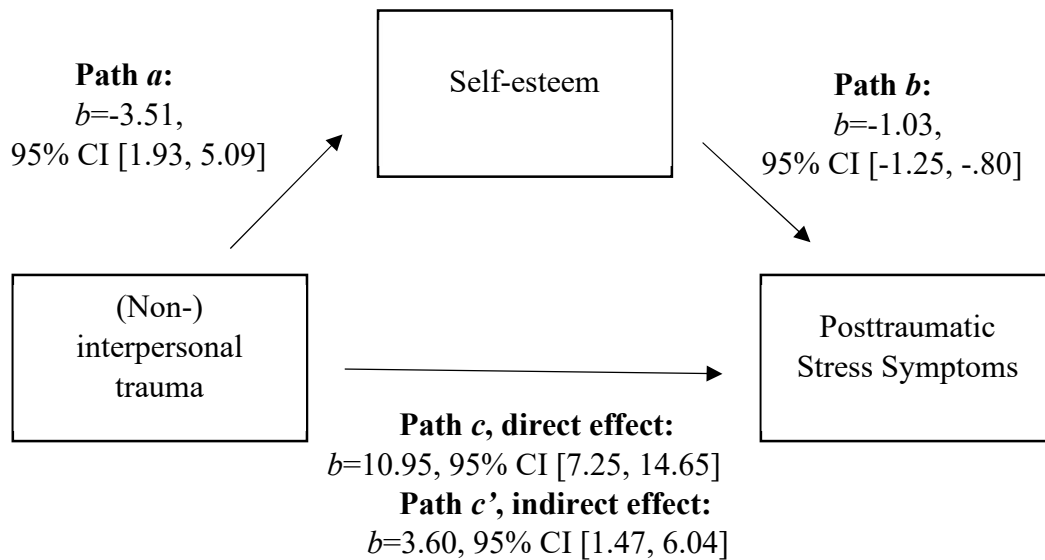 Path a:
b=-3.51,
95% CI [1.93, 5.09]
Self-esteem
Path b:
b=-1.03,
95% CI [-1.25, -.80]
(Non-)
interpersonal
trauma
Posttraumatic
Stress Symptoms
Path c, direct effect:
b=10.95, 95% CI [7.25, 14.65]
Path c’, indirect effect:
b=3.60, 95% CI [1.47, 6.04]